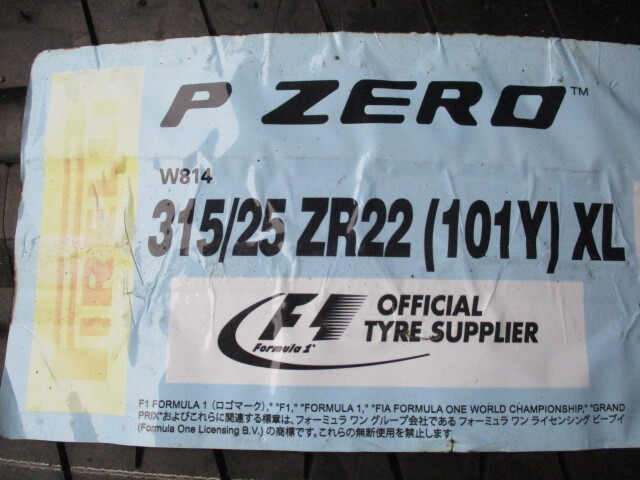 P ZERO™
PIRELLI
W814
315/25 ZR22 (101Y) XL
F1
Formula 1®
OFFICIAL
TYRE SUPPLIER
F1 FORMULA 1（ロゴマーク）," "F1," "FORMULA 1," "FIA FORMULA ONE WORLD CHAMPIONSHIP," "GRAND
PRIX"およびこれらに関連する標章は、フォーミュラ ワン グループ会社である フォーミュラ ワン ライセンシング ビーブイ
(Formula One Licensing B.V.) の商標です。これらの無断使用を禁止します